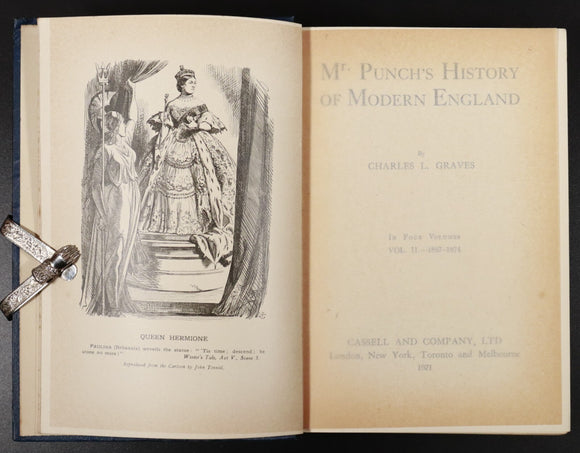 QUEEN HERMIONE
PAULINA (Britannia) unveils the statue: "'Tis time; descend; be
stone no more!"
Winter's Tale, Act V., Scene 3.
Reproduced from the Cartoon by John Tenniel.
Mr. PUNCH'S HISTORY
OF MODERN ENGLAND
By
CHARLES L. GRAVES
IN FOUR VOLUMES
VOL. II.—1857-1874
CASSELL AND COMPANY, LTD
London, New York, Toronto and Melbourne
1921